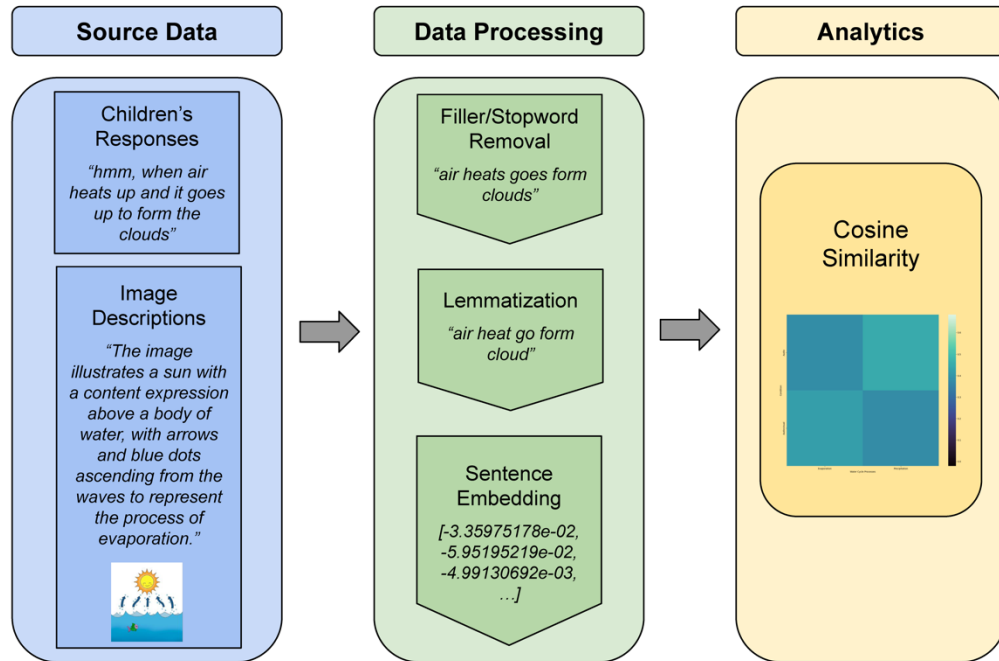 Source Data
Children's
Responses
“hmm, when air
heats up and it goes
up to form the
clouds”
Image
Descriptions
“The image
illustrates a sun with
a content expression
above a body of
water, with arrows
and blue dots
ascending from the
waves to represent
the process of
evaporation.”
Data Processing
Filler/Stopword
Removal
“air heats goes form
clouds”
Lemmatization
“air heat go form
cloud”
Sentence
Embedding
[-3.35975178e-02,
-5.95195219e-02,
-4.99130692e-03,
…]
Analytics
Cosine
Similarity